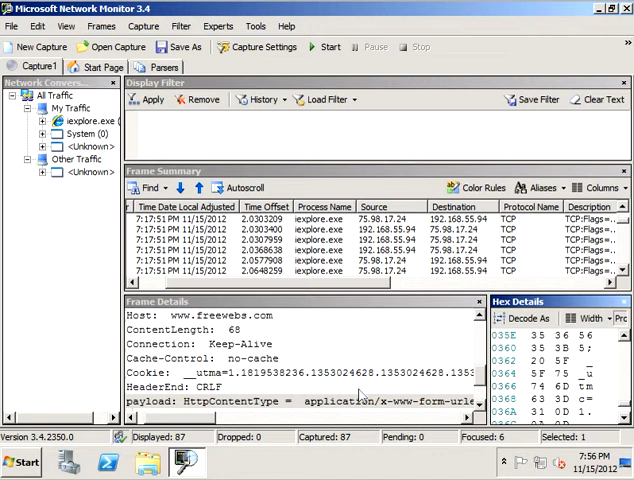 Microsoft Network Monitor 3.4
File Edit View Frames Capture Filter Experts Tools Help
New Capture Open Capture Save As Capture Settings Start Pause Stop
Capture1 Start Page Parsers
Network Conver...
All Traffic
My Traffic
iexplore.exe (
System (0)
<Unknown>
Other Traffic
<Unknown>
Display Filter
Apply Remove History Load Filter Save Filter Clear Text
Frame Summary
Find Autoscroll Color Rules Aliases Columns
Time Date Local Adjusted Time Offset Process Name Source Destination Protocol Name Description
7:17:51 PM 11/15/2012 2.0303209 iexplore.exe 75.98.17.24 192.168.55.94 TCP TCP:Flags=..
7:17:51 PM 11/15/2012 2.0303400 iexplore.exe 192.168.55.94 75.98.17.24 TCP TCP:Flags=..
7:17:51 PM 11/15/2012 2.0307959 iexplore.exe 192.168.55.94 75.98.17.24 TCP TCP:Flags=..
7:17:51 PM 11/15/2012 2.0368638 iexplore.exe 192.168.55.94 75.98.17.24 TCP TCP:Flags=..
7:17:51 PM 11/15/2012 2.0577908 iexplore.exe 75.98.17.24 192.168.55.94 TCP TCP:Flags=..
7:17:51 PM 11/15/2012 2.0648259 iexplore.exe 75.98.17.24 192.168.55.94 TCP TCP:Flags=..
Frame Details
Host: www.freewebs.com
ContentLength: 68
Connection: Keep-Alive
Cache-Control: no-cache
Cookie: __utma=1.1819538236.1353024628.1353024628.1353
HeaderEnd: CRLF
payload: HttpContentType = application/x-www-form-urle
Hex Details
Decode As Width Pro
035E 35 36 56
0360 35 3B 5;
0362 20 5F _
0364 5F 75 _u
0366 74 6D tm
0368 63 3D c=
036A 31 0D 1.
Version 3.4.2350.0 Displayed: 87 Dropped: 0 Captured: 87 Pending: 0 Focused: 6 Selected: 1
Start
7:56 PM
11/15/2012